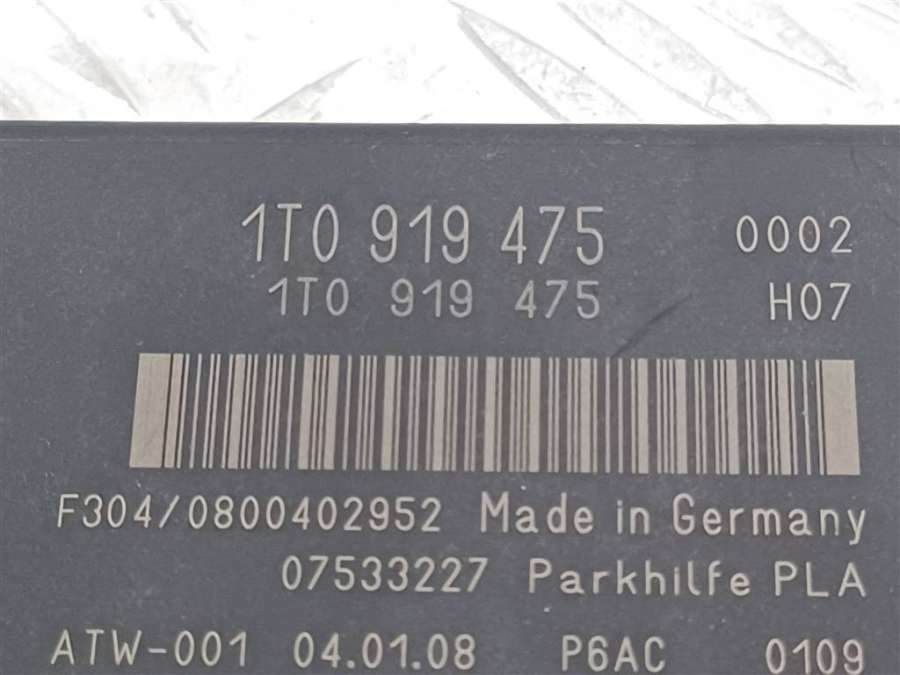 1T0 919 475 0002
1T0 919 475 H07
F304/0800402952 Made in Germany
07533227 Parkhilfe PLA
ATW-001 04.01.08 P6AC 0109